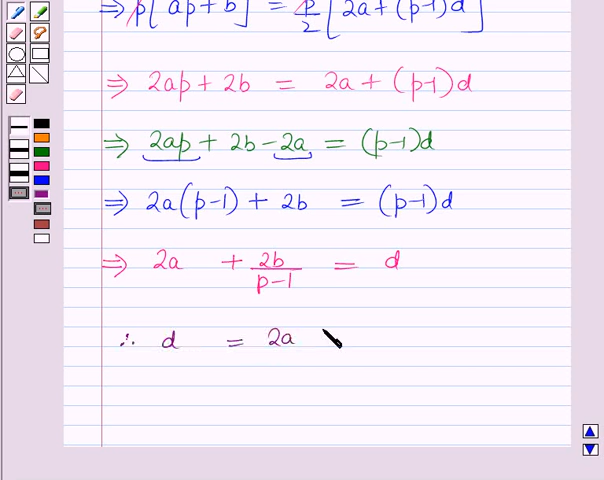 ⇒ p[ap+b] = p/2[2a+(p-1)d]
⇒ 2ap + 2b = 2a + (p-1)d
⇒ 2ap + 2b - 2a = (p-1)d
⇒ 2a(p-1) + 2b = (p-1)d
⇒ 2a + 2b/p-1 = d
∴ d = 2a